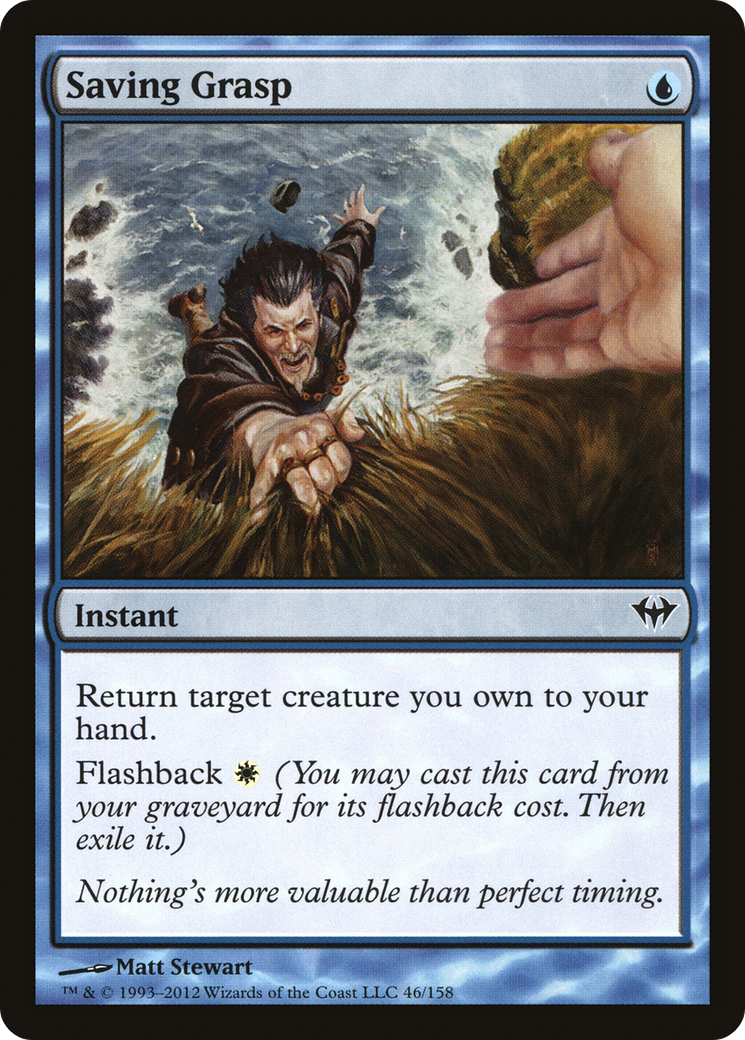 Saving Grasp
Instant
Return target creature you own to your
hand.
Flashback (You may cast this card from
your graveyard for its flashback cost. Then
exile it.)
Nothing's more valuable than perfect timing.
Matt Stewart
™ & © 1993–2012 Wizards of the Coast LLC 46/158